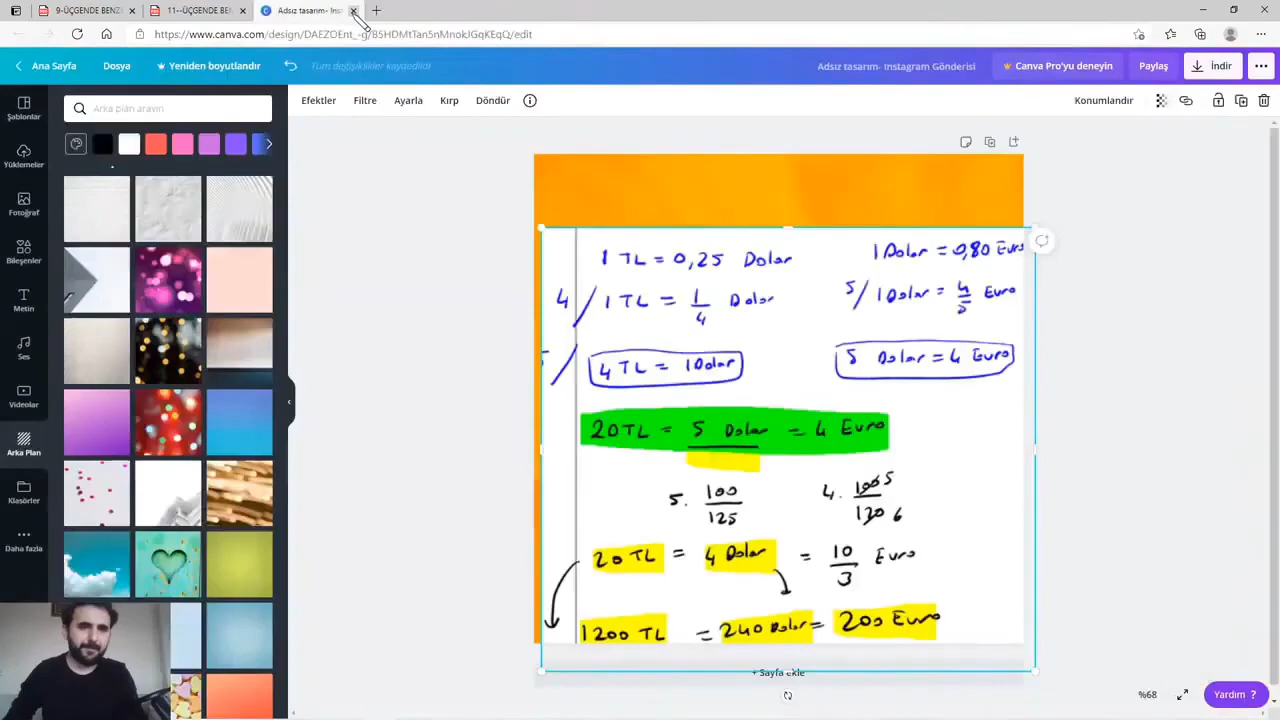 9-ÜÇGENDE BENZ
11--ÜÇGENDE BEN
Adsız tasarım- Ins
https://www.canva.com/design/DAEZOEnt_-g/B5HDMtTan5nMnokJGqKEqQ/edit
Ana Sayfa
Dosya
Yeniden boyutlandır
Tüm değişiklikler kaydedildi
Adsız tasarım- Instagram Gönderisi
Canva Pro'yu deneyin
Paylaş
İndir
Şablonlar
Arka plan arayın
Efektler
Filtre
Ayarla
Kırp
Döndür
Konumlandır
Yüklemeler
Fotoğraf
Bileşenler
Metin
Ses
Videolar
Arka Plan
Klasörler
Daha fazla
1 TL = 0,25 Dolar
1 Dolar = 0,80 Euro
4 / 1 TL = 1/4 Dolar
5 / 1 Dolar = 4/5 Euro
4 TL = 1 Dolar
5 Dolar = 4 Euro
20 TL = 5 Dolar = 4 Euro
5. 100/125
4. 100 5/120 6
20 TL = 4 Dolar = 10/3 Euro
1200 TL = 240 Dolar = 200 Euro
+ Sayfa ekle
%68
Yardım ?